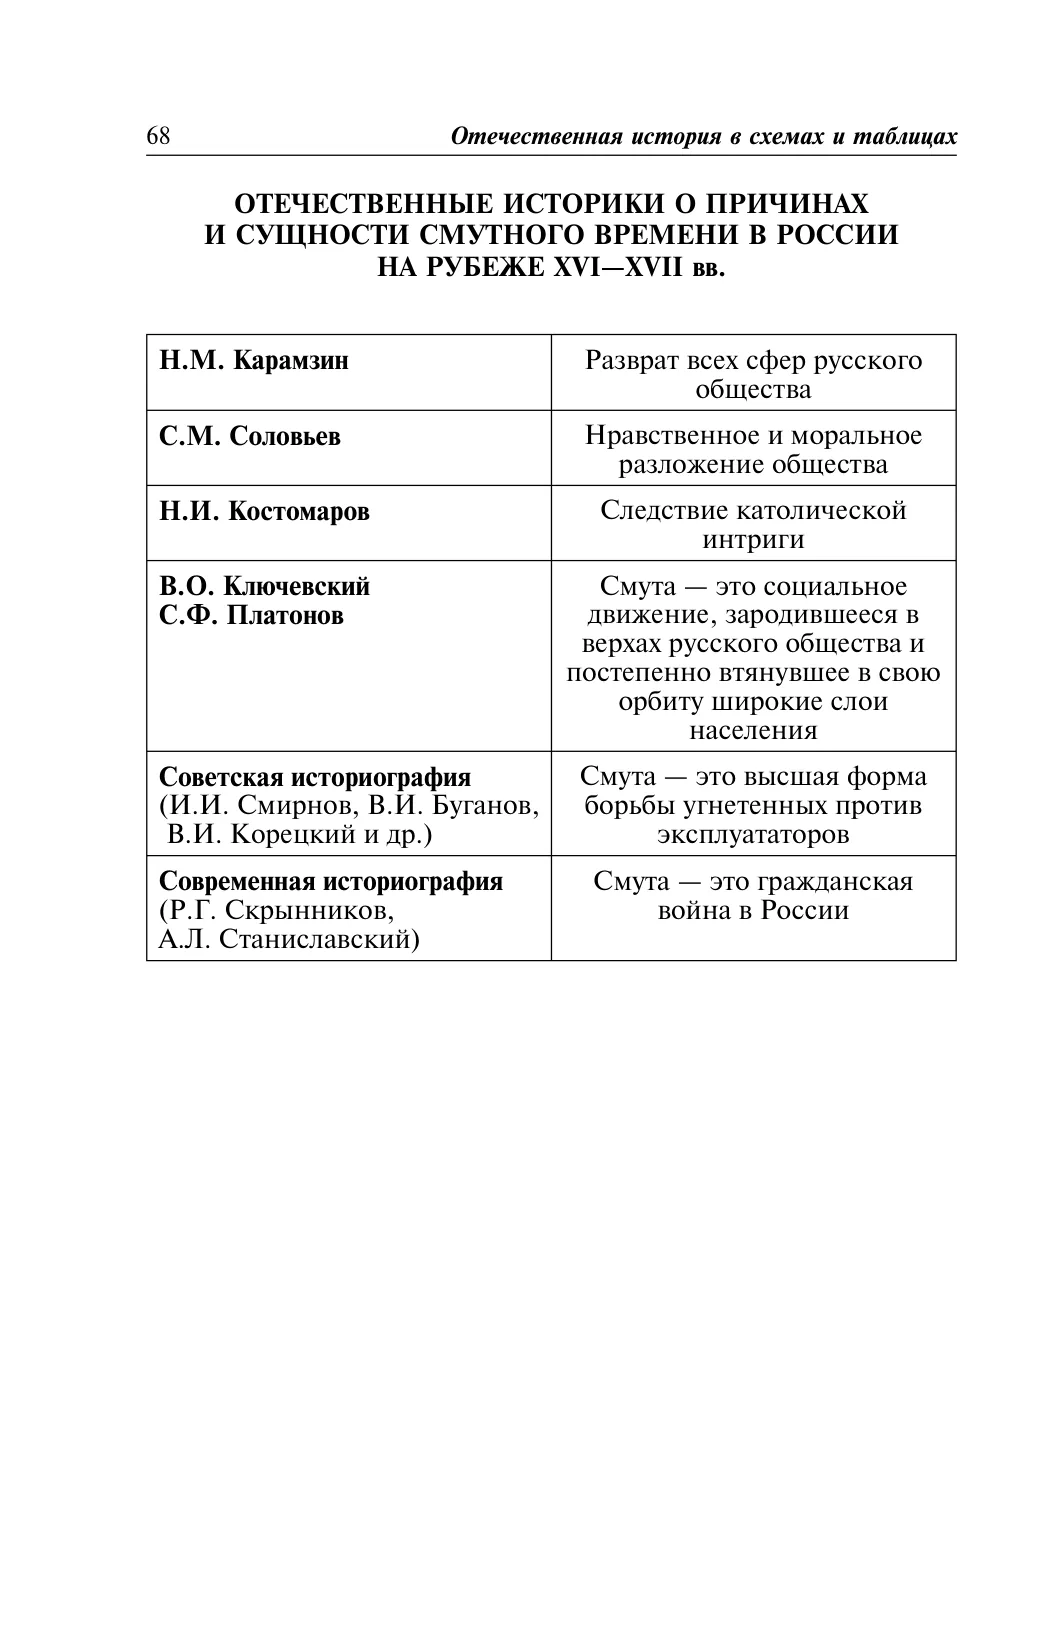 68
Отечественная история в схемах и таблицах
ОТЕЧЕСТВЕННЫЕ ИСТОРИКИ О ПРИЧИНАХ
И СУЩНОСТИ СМУТНОГО ВРЕМЕНИ В РОССИИ
НА РУБЕЖЕ XVI—XVII вв.
Н.М. Карамзин
Разврат всех сфер русского
общества
С.М. Соловьев
Нравственное и моральное
разложение общества
Н.И. Костомаров
Следствие католической
интриги
В.О. Ключевский
С.Ф. Платонов
Смута — это социальное
движение, зародившееся в
верхах русского общества и
постепенно втянувшее в свою
орбиту широкие слои
населения
Советская историография
(И.И. Смирнов, В.И. Буганов,
В.И. Корецкий и др.)
Смута — это высшая форма
борьбы угнетенных против
эксплуататоров
Современная историография
(Р.Г. Скрынников,
А.Л. Станиславский)
Смута — это гражданская
война в России